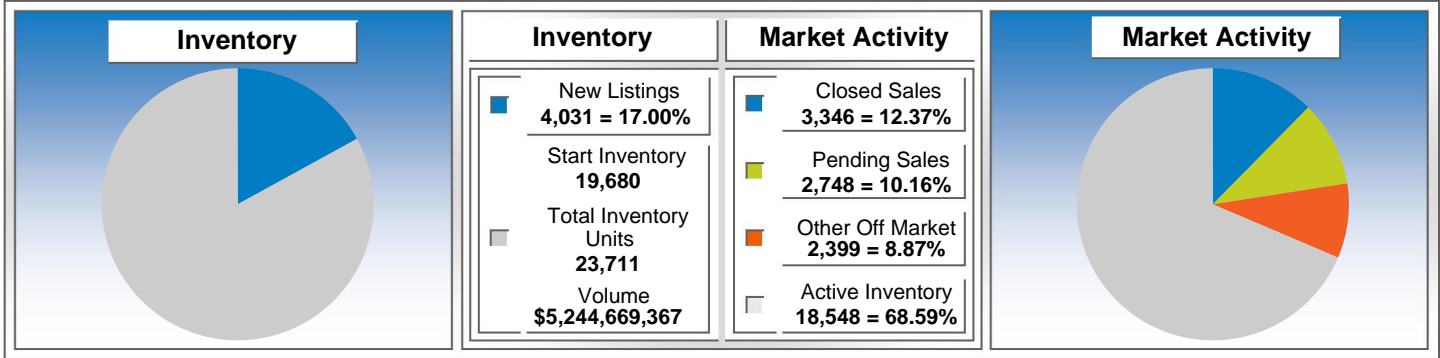 Inventory
Inventory
New Listings
4,031 = 17.00%
Start Inventory
19,680
Total Inventory
Units
23,711
Volume
$5,244,669,367
Market Activity
Closed Sales
3,346 = 12.37%
Pending Sales
2,748 = 10.16%
Other Off Market
2,399 = 8.87%
Active Inventory
18,548 = 68.59%
Market Activity